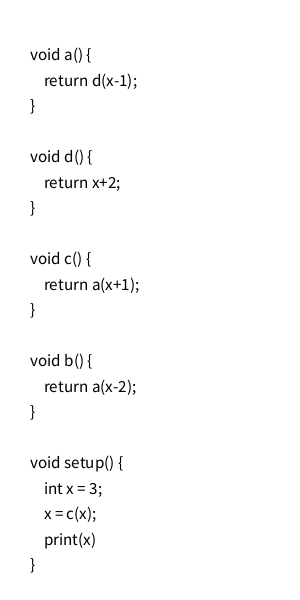 void a() {
return d(x-1);
}
void d() {
return x+2;
}
void c() {
return a(x+1);
}
void b() {
return a(x-2);
}
void setup() {
int x = 3;
x = c(x);
print(x)
}